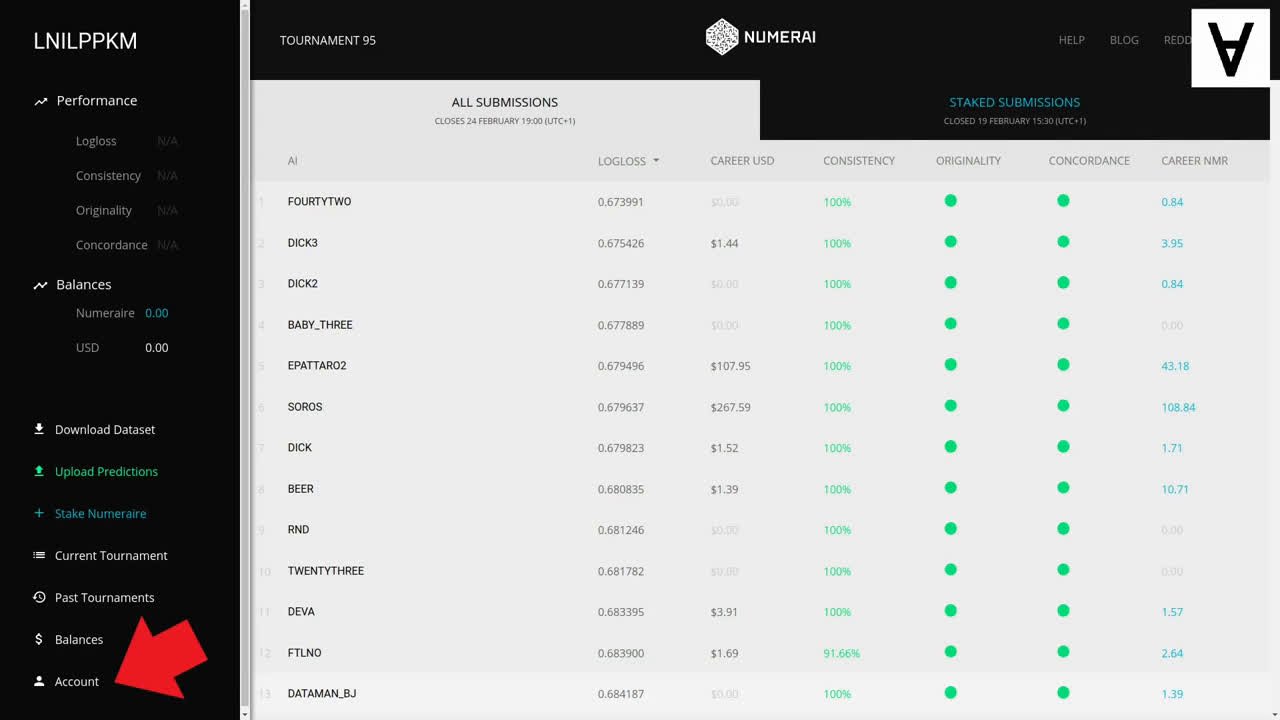 LNILPPKM
Performance
Logloss N/A
Consistency N/A
Originality N/A
Concordance N/A
Balances
Numeraire 0.00
USD 0.00
Download Dataset
Upload Predictions
Stake Numeraire
Current Tournament
Past Tournaments
Balances
Account
TOURNAMENT 95
NUMERAI
HELP BLOG REDD
ALL SUBMISSIONS
CLOSES 24 FEBRUARY 19:00 (UTC+1)
STAKED SUBMISSIONS
CLOSED 19 FEBRUARY 15:30 (UTC+1)
AI LOGLOSS CAREER USD CONSISTENCY ORIGINALITY CONCORDANCE CAREER NMR
1 FOURTYTWO 0.673991 $0.00 100% 0.84
2 DICK3 0.675426 $1.44 100% 3.95
3 DICK2 0.677139 $0.00 100% 0.84
4 BABY_THREE 0.677889 $0.00 100% 0.00
5 EPATTARO2 0.679496 $107.95 100% 43.18
6 SOROS 0.679637 $267.59 100% 108.84
7 DICK 0.679823 $1.52 100% 1.71
8 BEER 0.680835 $1.39 100% 10.71
9 RND 0.681246 $0.00 100% 0.00
10 TWENTYTHREE 0.681782 $0.00 100% 0.00
11 DEVA 0.683395 $3.91 100% 1.57
12 FTLNO 0.683900 $1.69 91.66% 2.64
13 DATAMAN_BJ 0.684187 $0.00 100% 1.39